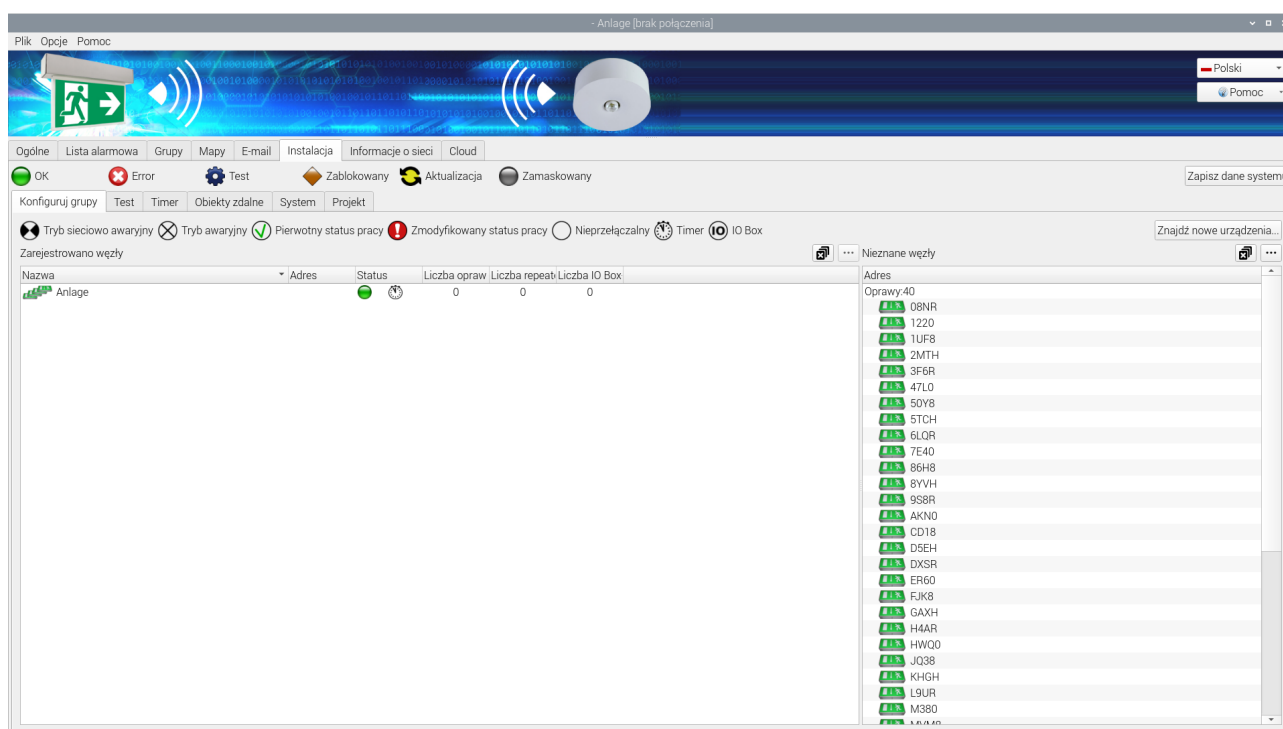 - Anlage [brak połączenia]
Plik Opcje Pomoc
Polski
Pomoc
Ogólne Lista alarmowa Grupy Mapy E-mail Instalacja Informacje o sieci Cloud
OK Error Test Zablokowany Aktualizacja Zamaskowany Zapisz dane system
Konfiguruj grupy Test Timer Obiekty zdalne System Projekt
Tryb sieciowo awaryjny Tryb awaryjny Pierwotny status pracy Zmodyfikowany status pracy Nieprzełączalny Timer IO IO Box Znajdź nowe urządzenia...
Zarejestrowano węzły ... Nieznane węzły ...
Nazwa Adres Status Liczba opraw Liczba repeat Liczba IO Box Adres
Anlage 0 0 0 Oprawy:40
08NR
1220
1UF8
2MTH
3F6R
47L0
50Y8
5TCH
6LQR
7E40
86H8
8YVH
9S8R
AKN0
CD18
D5EH
DXSR
ER60
FJK8
GAXH
H4AR
HWQ0
JQ38
KHGH
L9UR
M380